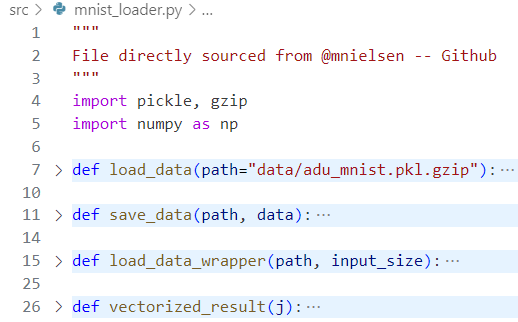 src > mnist_loader.py > ...
1 """
2 File directly sourced from @mnielsen -- Github
3 """
4 import pickle, gzip
5 import numpy as np
6
7 > def load_data(path="data/adu_mnist.pkl.gzip"):···
10
11 > def save_data(path, data):···
14
15 > def load_data_wrapper(path, input_size):···
25
26 > def vectorized_result(j):···